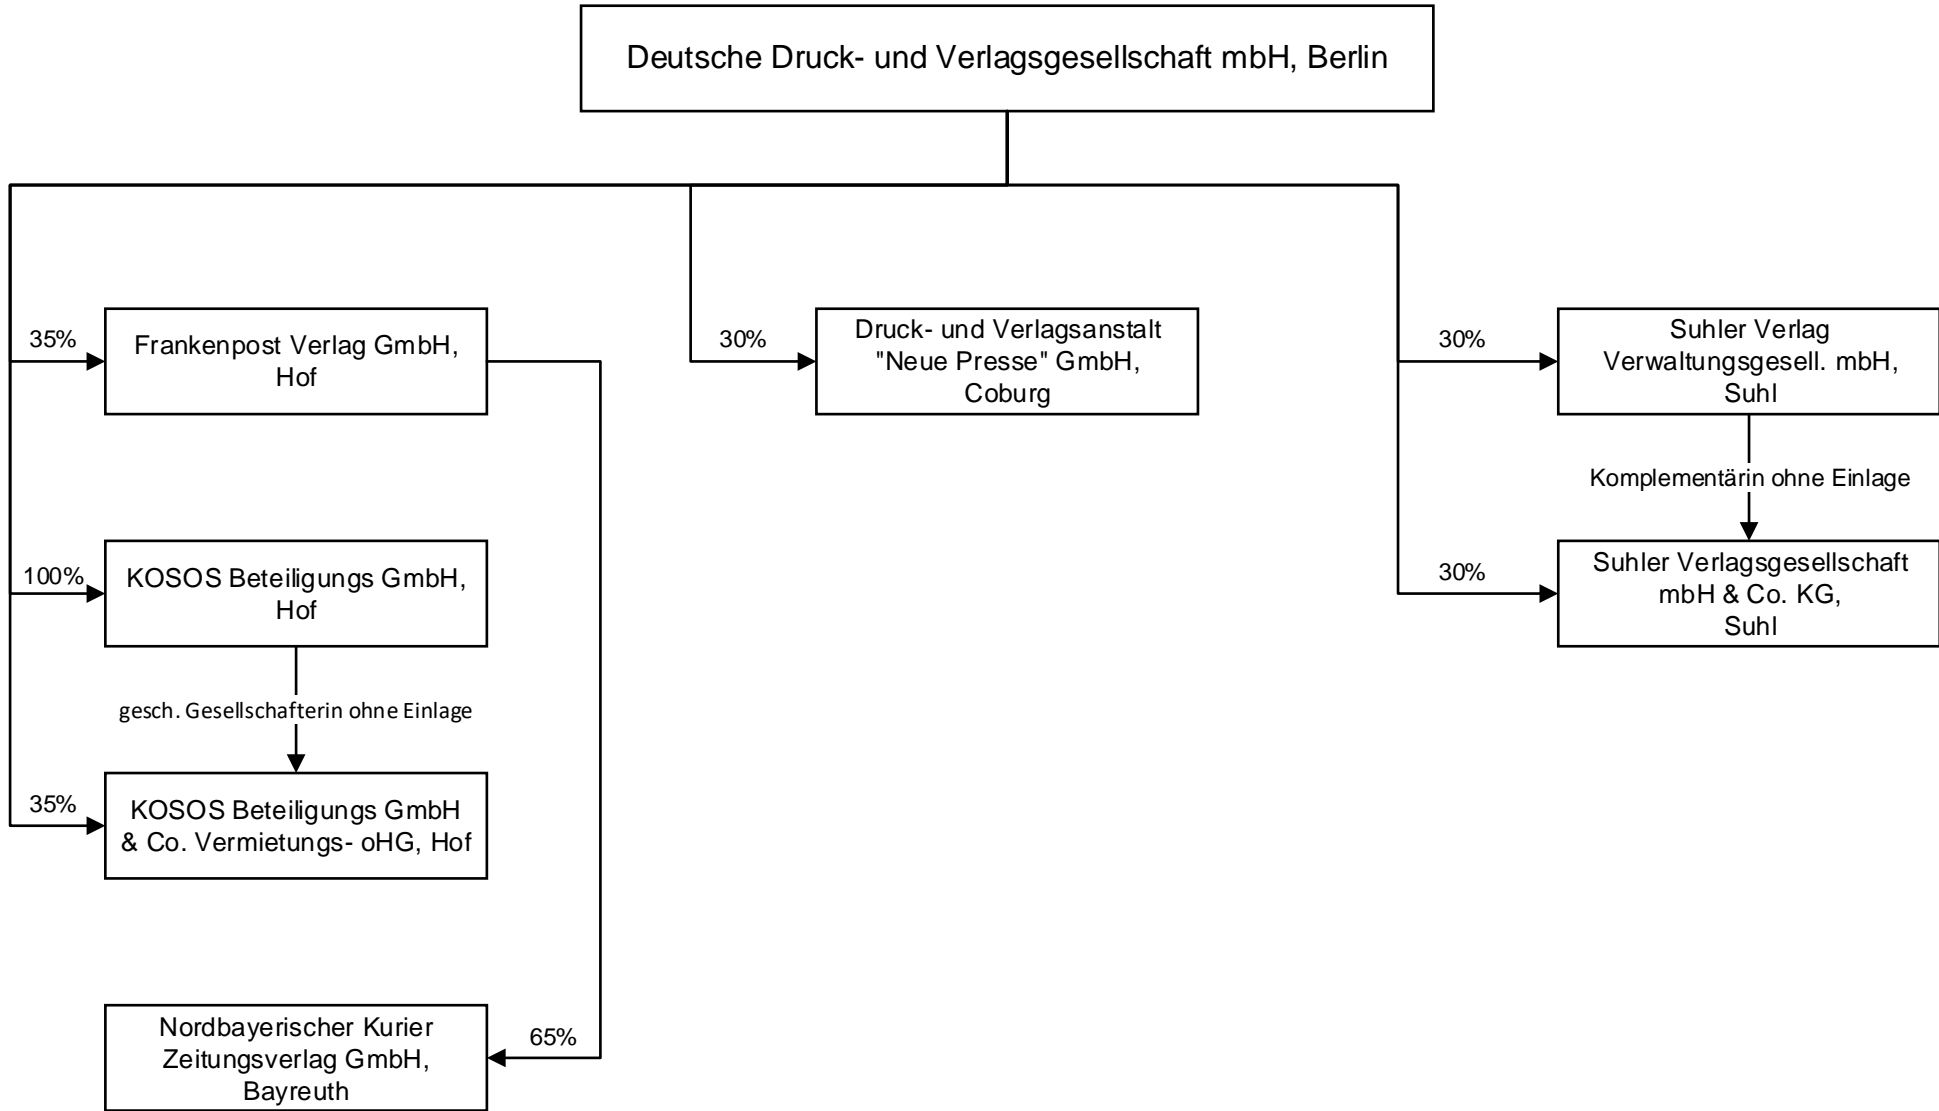 Deutsche Druck- und Verlagsgesellschaft mbH, Berlin
35%
Frankenpost Verlag GmbH,
Hof
30%
Druck- und Verlagsanstalt
"Neue Presse" GmbH,
Coburg
30%
Suhler Verlag
Verwaltungsgesell. mbH,
Suhl
Komplementärin ohne Einlage
100%
KOSOS Beteiligungs GmbH,
Hof
30%
Suhler Verlagsgesellschaft
mbH & Co. KG,
Suhl
gesch. Gesellschafterin ohne Einlage
35%
KOSOS Beteiligungs GmbH
& Co. Vermietungs- oHG, Hof
Nordbayerischer Kurier
Zeitungsverlag GmbH,
Bayreuth
65%